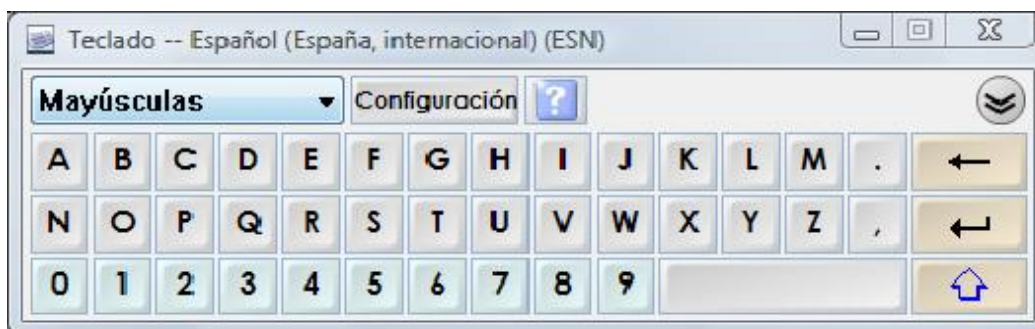 Teclado -- Español (España, internacional) (ESN)
Mayúsculas Configuración ?
A B C D E F G H I J K L M .
N O P Q R S T U V W X Y Z ,
0 1 2 3 4 5 6 7 8 9